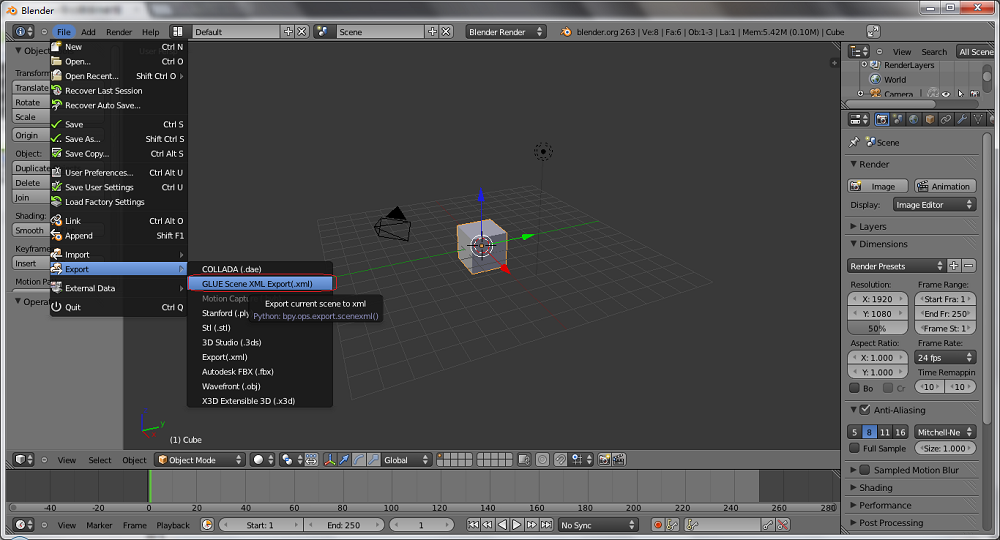 Blender
File Add Render Help Default Scene Blender Render blender.org 263 | Ve:8 | Fa:6 | Ob:1-3 | La:1 | Mem:5.42M (0.10M) | Cube
New Ctrl N
Open... Ctrl O
Open Recent... Shift Ctrl O
Recover Last Session
Recover Auto Save...
Save Ctrl S
Save As... Shift Ctrl S
Save Copy... Ctrl Alt S
User Preferences... Ctrl Alt U
Save User Settings Ctrl U
Load Factory Settings
Link Ctrl Alt O
Append Shift F1
Import
Export
External Data
Quit Ctrl Q
Transform
Translate
Rotate
Scale
Origin
Object:
Duplicate
Delete
Join
Shading:
Smooth
Keyframe
Insert
Motion Pa
Operat
COLLADA (.dae)
GLUE Scene XML Export(.xml)
Motion Captur
Stanford (.ply
Stl (.stl)
3D Studio (.3ds)
Export(.xml)
Autodesk FBX (.fbx)
Wavefront (.obj)
X3D Extensible 3D (.x3d)
Export current scene to xml
Python: bpy.ops.export.scenexml()
z
y
(1) Cube
View Select Object Object Mode Global
-40 -20 0 20 40 60 80 100 120 140 160 180 200 220 240 260 280
View Marker Frame Playback Start: 1 End: 250 1 No Sync
View Search All Scen
RenderLayers
World
Camera
Scene
Render
Image Animation
Display: Image Editor
Layers
Dimensions
Render Presets
Resolution: Frame Range:
X: 1920 Start Fra: 1
Y: 1080 End Fr: 250
50% Frame St: 1
Aspect Ratio: Frame Rate:
X: 1.000 24 fps
Y: 1.000 Time Remappin
Bo Cr 10 10
Anti-Aliasing
5 8 11 16 Mitchell-Ne
Full Sample Size: 1.000
Sampled Motion Blur
Shading
Performance
Post Processing